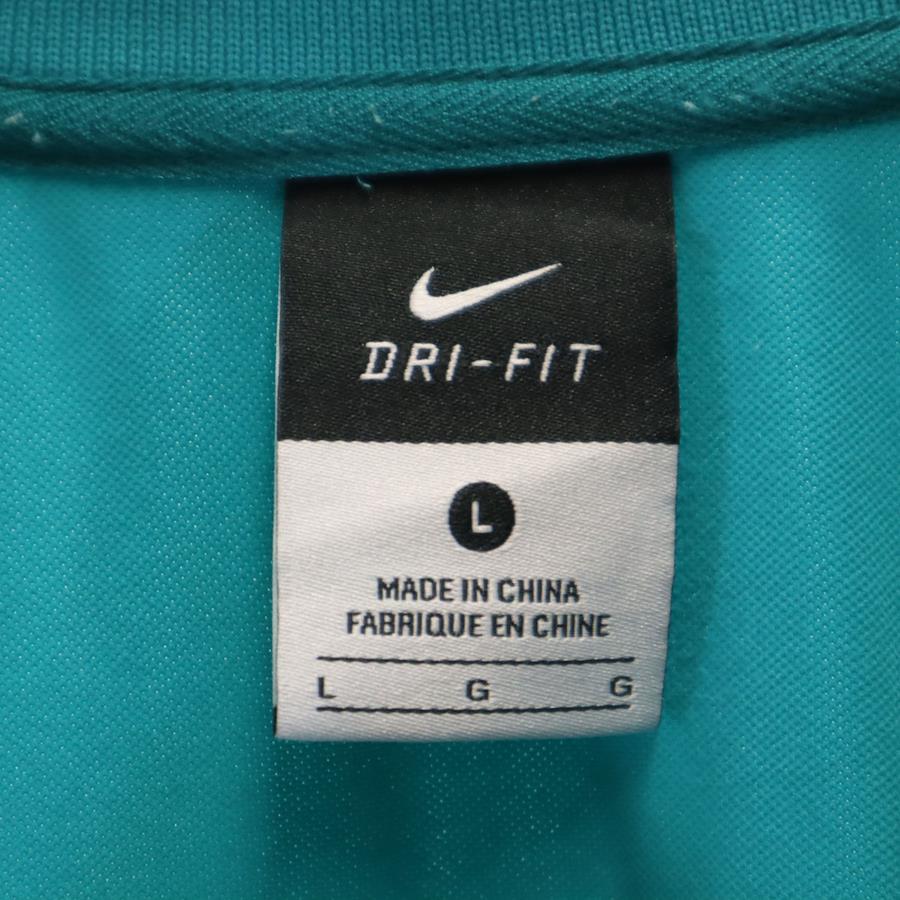 DRI-FIT
L
MADE IN CHINA
FABRIQUE EN CHINE
L G G